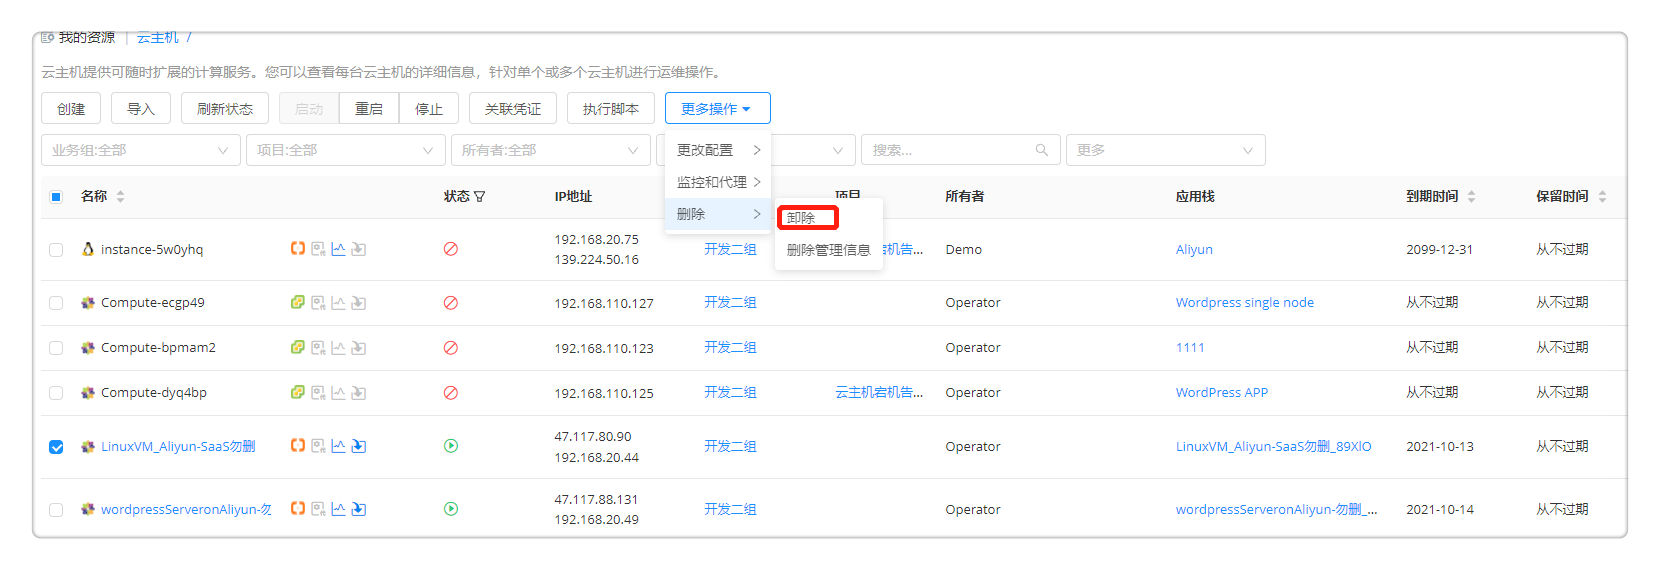 我的资源 | 云主机 /
云主机提供可随时扩展的计算服务。您可以查看每台云主机的详细信息，针对单个或多个云主机进行运维操作。
创建 导入 刷新状态 启动 重启 停止 关联凭证 执行脚本 更多操作
业务组:全部 项目:全部 所有者:全部 搜索... 更多
更改配置
监控和代理
删除
卸除
删除管理信息
名称 状态 IP地址 项目 所有者 应用栈 到期时间 保留时间
instance-5w0yhq 192.168.20.75 139.224.50.16 开发二组 宕机告... Demo Aliyun 2099-12-31 从不过期
Compute-ecgp49 192.168.110.127 开发二组 Operator Wordpress single node 从不过期 从不过期
Compute-bpmam2 192.168.110.123 开发二组 Operator 1111 从不过期 从不过期
Compute-dyq4bp 192.168.110.125 开发二组 云主机宕机告... Operator WordPress APP 从不过期 从不过期
LinuxVM_Aliyun-SaaS勿删 47.117.80.90 192.168.20.44 开发二组 Operator LinuxVM_Aliyun-SaaS勿删_89XlO 2021-10-13 从不过期
wordpressServeronAliyun-勿 47.117.88.131 192.168.20.49 开发二组 Operator wordpressServeronAliyun-勿删_... 2021-10-14 从不过期